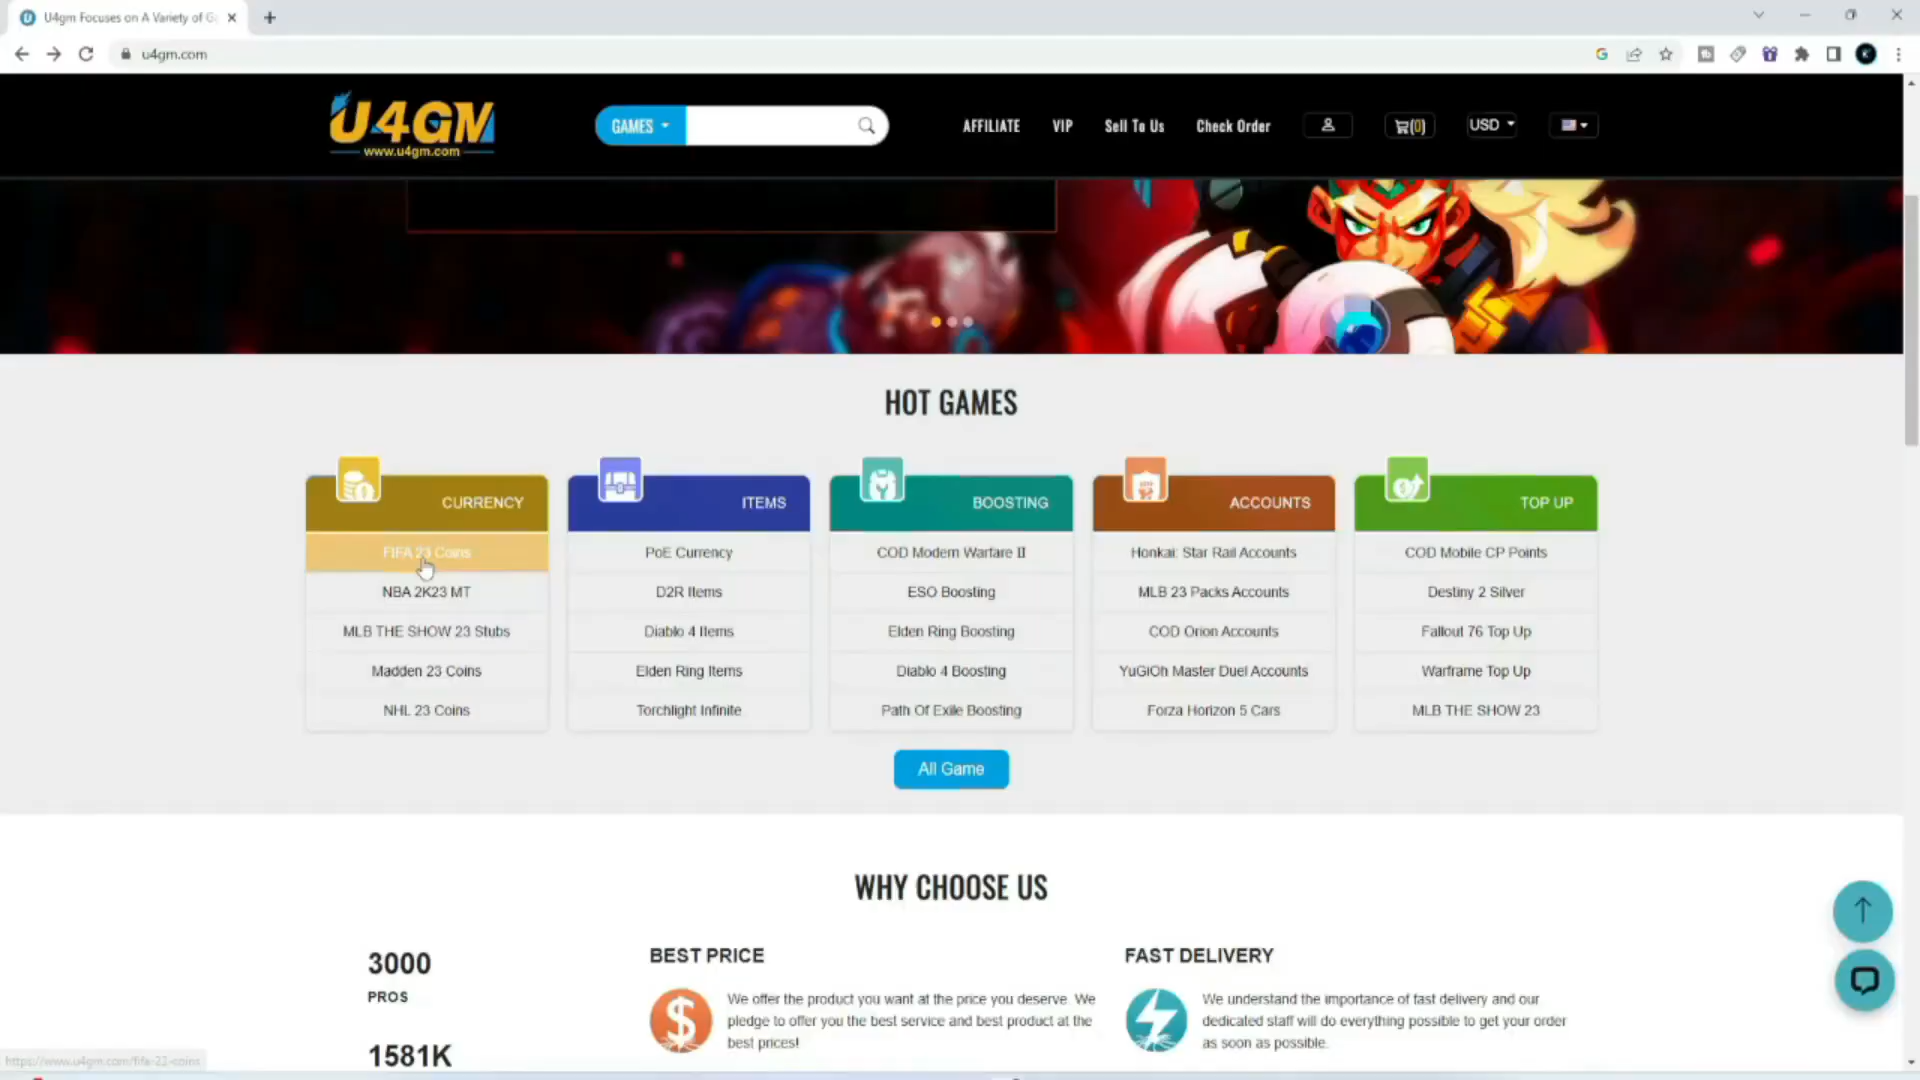 U4gm Focuses on A Variety of G
u4gm.com
U4GM
www.u4gm.com
GAMES
AFFILIATE
VIP
Sell To Us
Check Order
(0)
USD
HOT GAMES
CURRENCY
FIFA 23 Coins
NBA 2K23 MT
MLB THE SHOW 23 Stubs
Madden 23 Coins
NHL 23 Coins
ITEMS
PoE Currency
D2R Items
Diablo 4 Items
Elden Ring Items
Torchlight Infinite
BOOSTING
COD Modern Warfare II
ESO Boosting
Elden Ring Boosting
Diablo 4 Boosting
Path Of Exile Boosting
ACCOUNTS
Honkai: Star Rail Accounts
MLB 23 Packs Accounts
COD Orion Accounts
YuGiOh Master Duel Accounts
Forza Horizon 5 Cars
TOP UP
COD Mobile CP Points
Destiny 2 Silver
Fallout 76 Top Up
Warframe Top Up
MLB THE SHOW 23
All Game
WHY CHOOSE US
3000
PROS
1581K
BEST PRICE
We offer the product you want at the price you deserve. We
pledge to offer you the best service and best product at the
best prices!
FAST DELIVERY
We understand the importance of fast delivery and our
dedicated staff will do everything possible to get your order
as soon as possible.
https://www.u4gm.com/fifa-23-coins